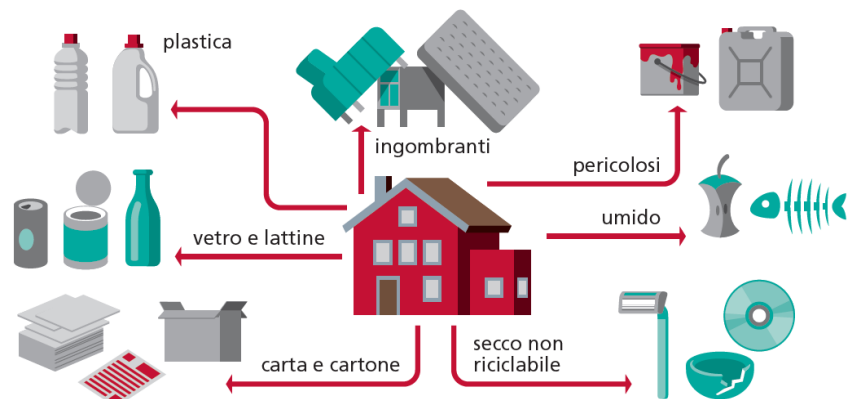 plastica
ingombranti
pericolosi
umido
vetro e lattine
carta e cartone
secco non
riciclabile